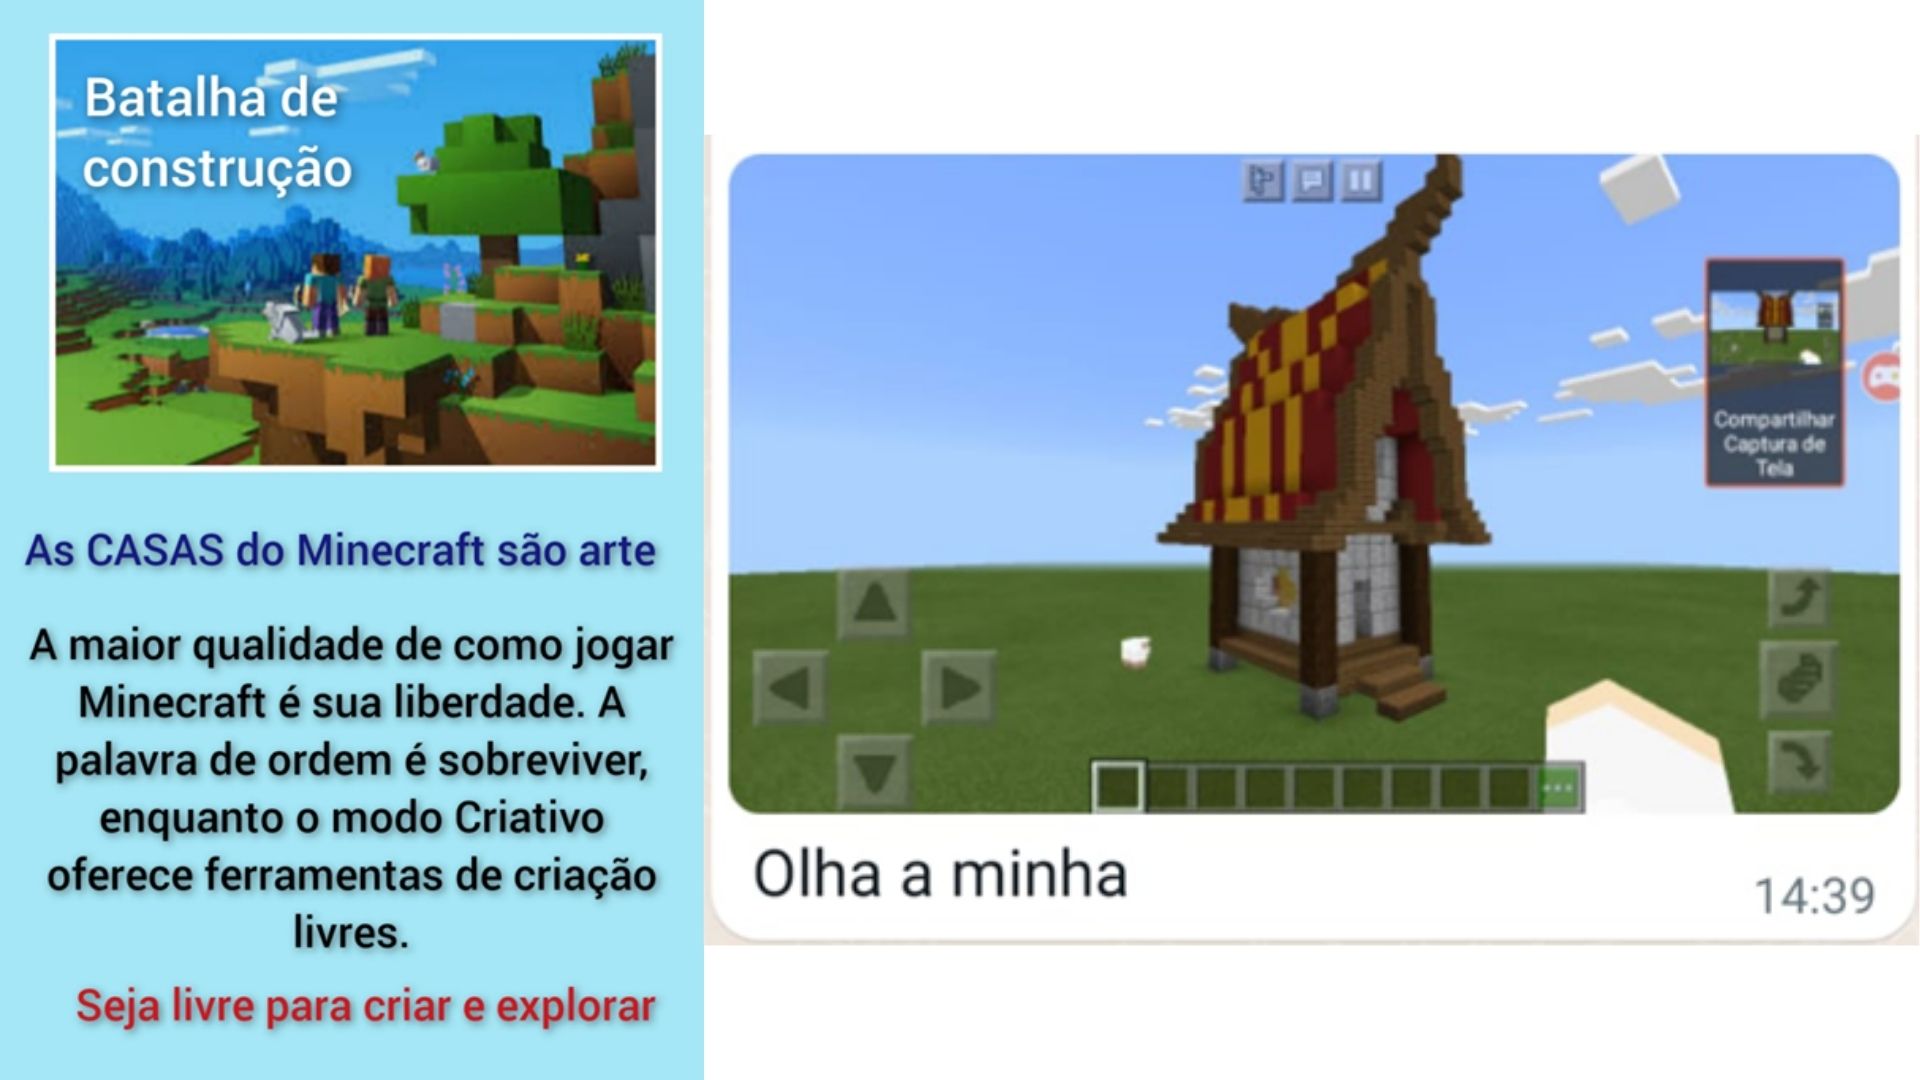 Batalha de
construção
As CASAS do Minecraft são arte
A maior qualidade de como jogar
Minecraft é sua liberdade. A
palavra de ordem é sobreviver,
enquanto o modo Criativo
oferece ferramentas de criação
livres.
Seja livre para criar e explorar
Compartilhar
Captura de
Tela
Olha a minha
14:39